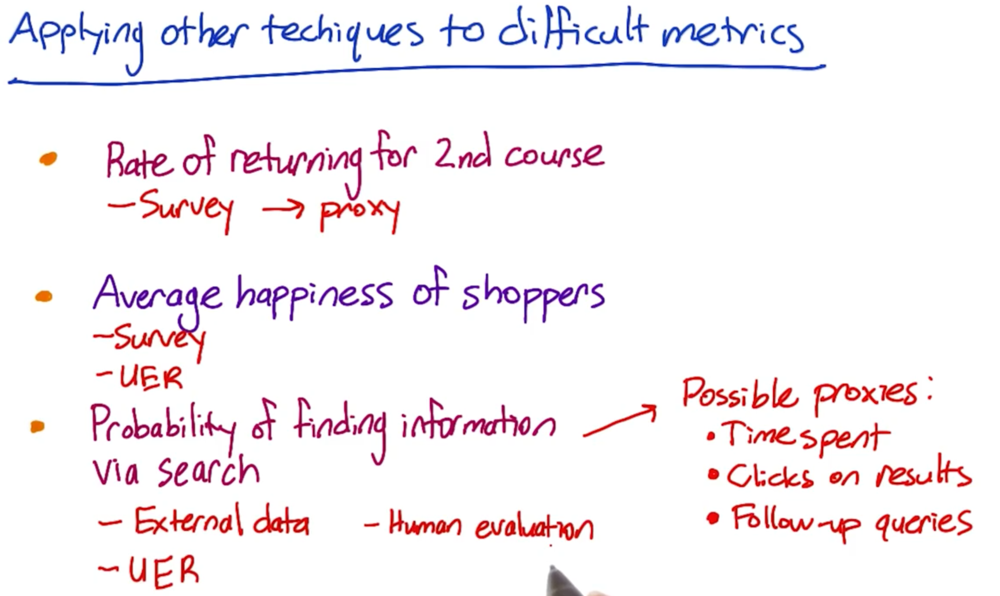 Applying other techiques to difficult metrics
• Rate of returning for 2nd course
- Survey → proxy
• Average happiness of shoppers
- Survey
- UER
• Probability of finding information
via search
- External data - Human evaluation
- UER
Possible proxies:
• Time spent
• Clicks on results
• Follow-up queries